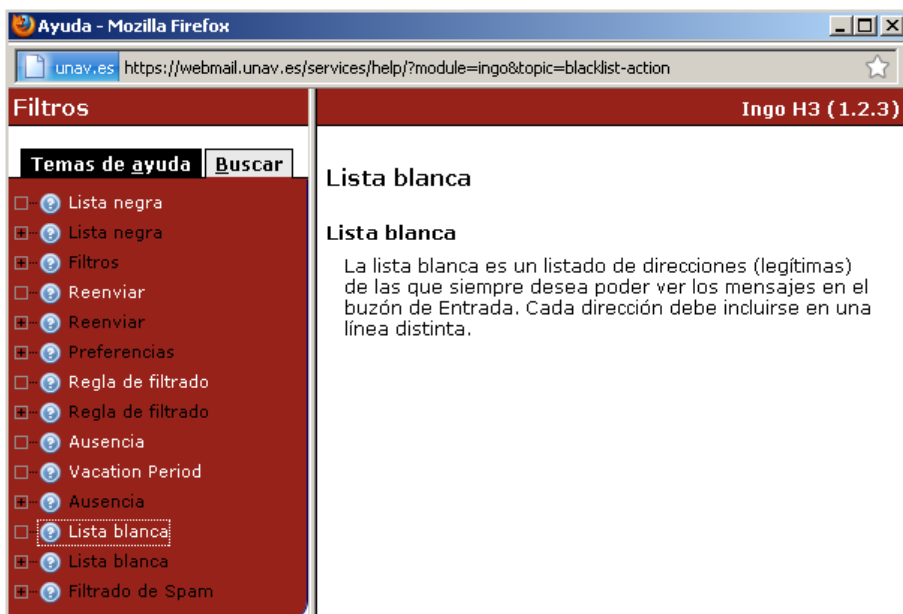 Ayuda - Mozilla Firefox
unav.es https://webmail.unav.es/services/help/?module=ingo&topic=blacklist-action
Filtros
Ingo H3 (1.2.3)
Temas de ayuda Buscar
Lista negra
Lista negra
Filtros
Reenviar
Reenviar
Preferencias
Regla de filtrado
Regla de filtrado
Ausencia
Vacation Period
Ausencia
Lista blanca
Lista blanca
Filtrado de Spam
Lista blanca
Lista blanca
La lista blanca es un listado de direcciones (legítimas)
de las que siempre desea poder ver los mensajes en el
buzón de Entrada. Cada dirección debe incluirse en una
línea distinta.